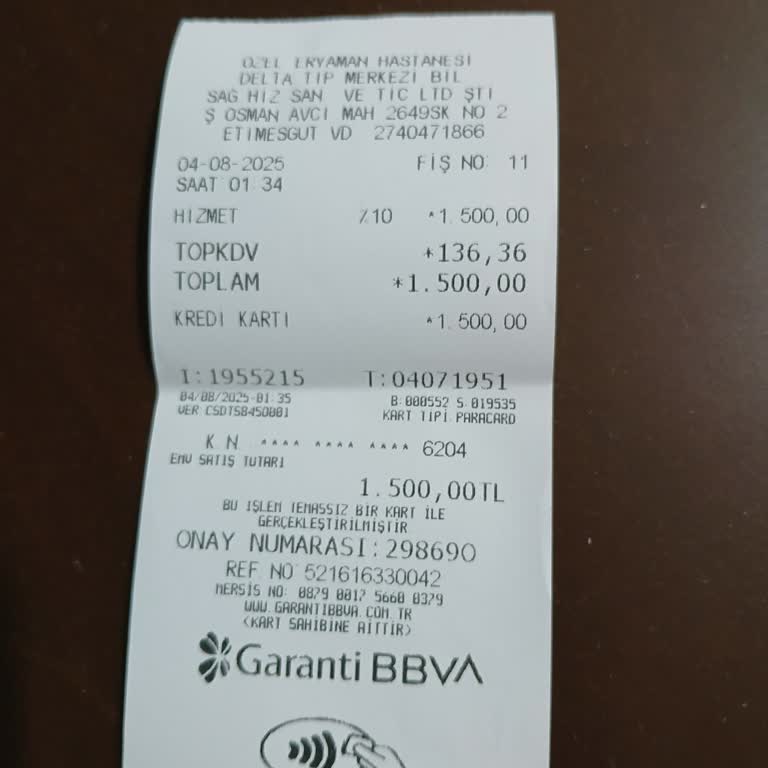 ÖZEL ERYAMAN HASTANESİ
DELTA TIP MERKEZİ BİL
SAĞ HİZ SAN VE TİC LTD ŞTİ
Ş OSMAN AVCI MAH 2649SK NO 2
ETİMESGUT VD 2740471866
04-08-2025 FİŞ NO: 11
SAAT 01:34
HİZMET %10 *1.500,00
TOPKDV *136,36
TOPLAM *1.500,00
KREDİ KARTI *1.500,00
I:1955215 T:04071951
04/08/2025-01:35 B:000552 S:019535
VER CSDTSB450001 KART TİPİ:PARACARD
K.N. **** **** **** 6204
EMV SATIŞ TUTARI
1.500,00TL
BU İŞLEM TEMASSIZ BİR KART İLE
GERÇEKLEŞTİRİLMİŞTİR
ONAY NUMARASI:298690
REF NO:521616330042
MERSİS NO: 0879 0017 5660 0379
WWW.GARANTIBBVA.COM.TR
(KART SAHİBİNE AİTTİR)
Garanti BBVA